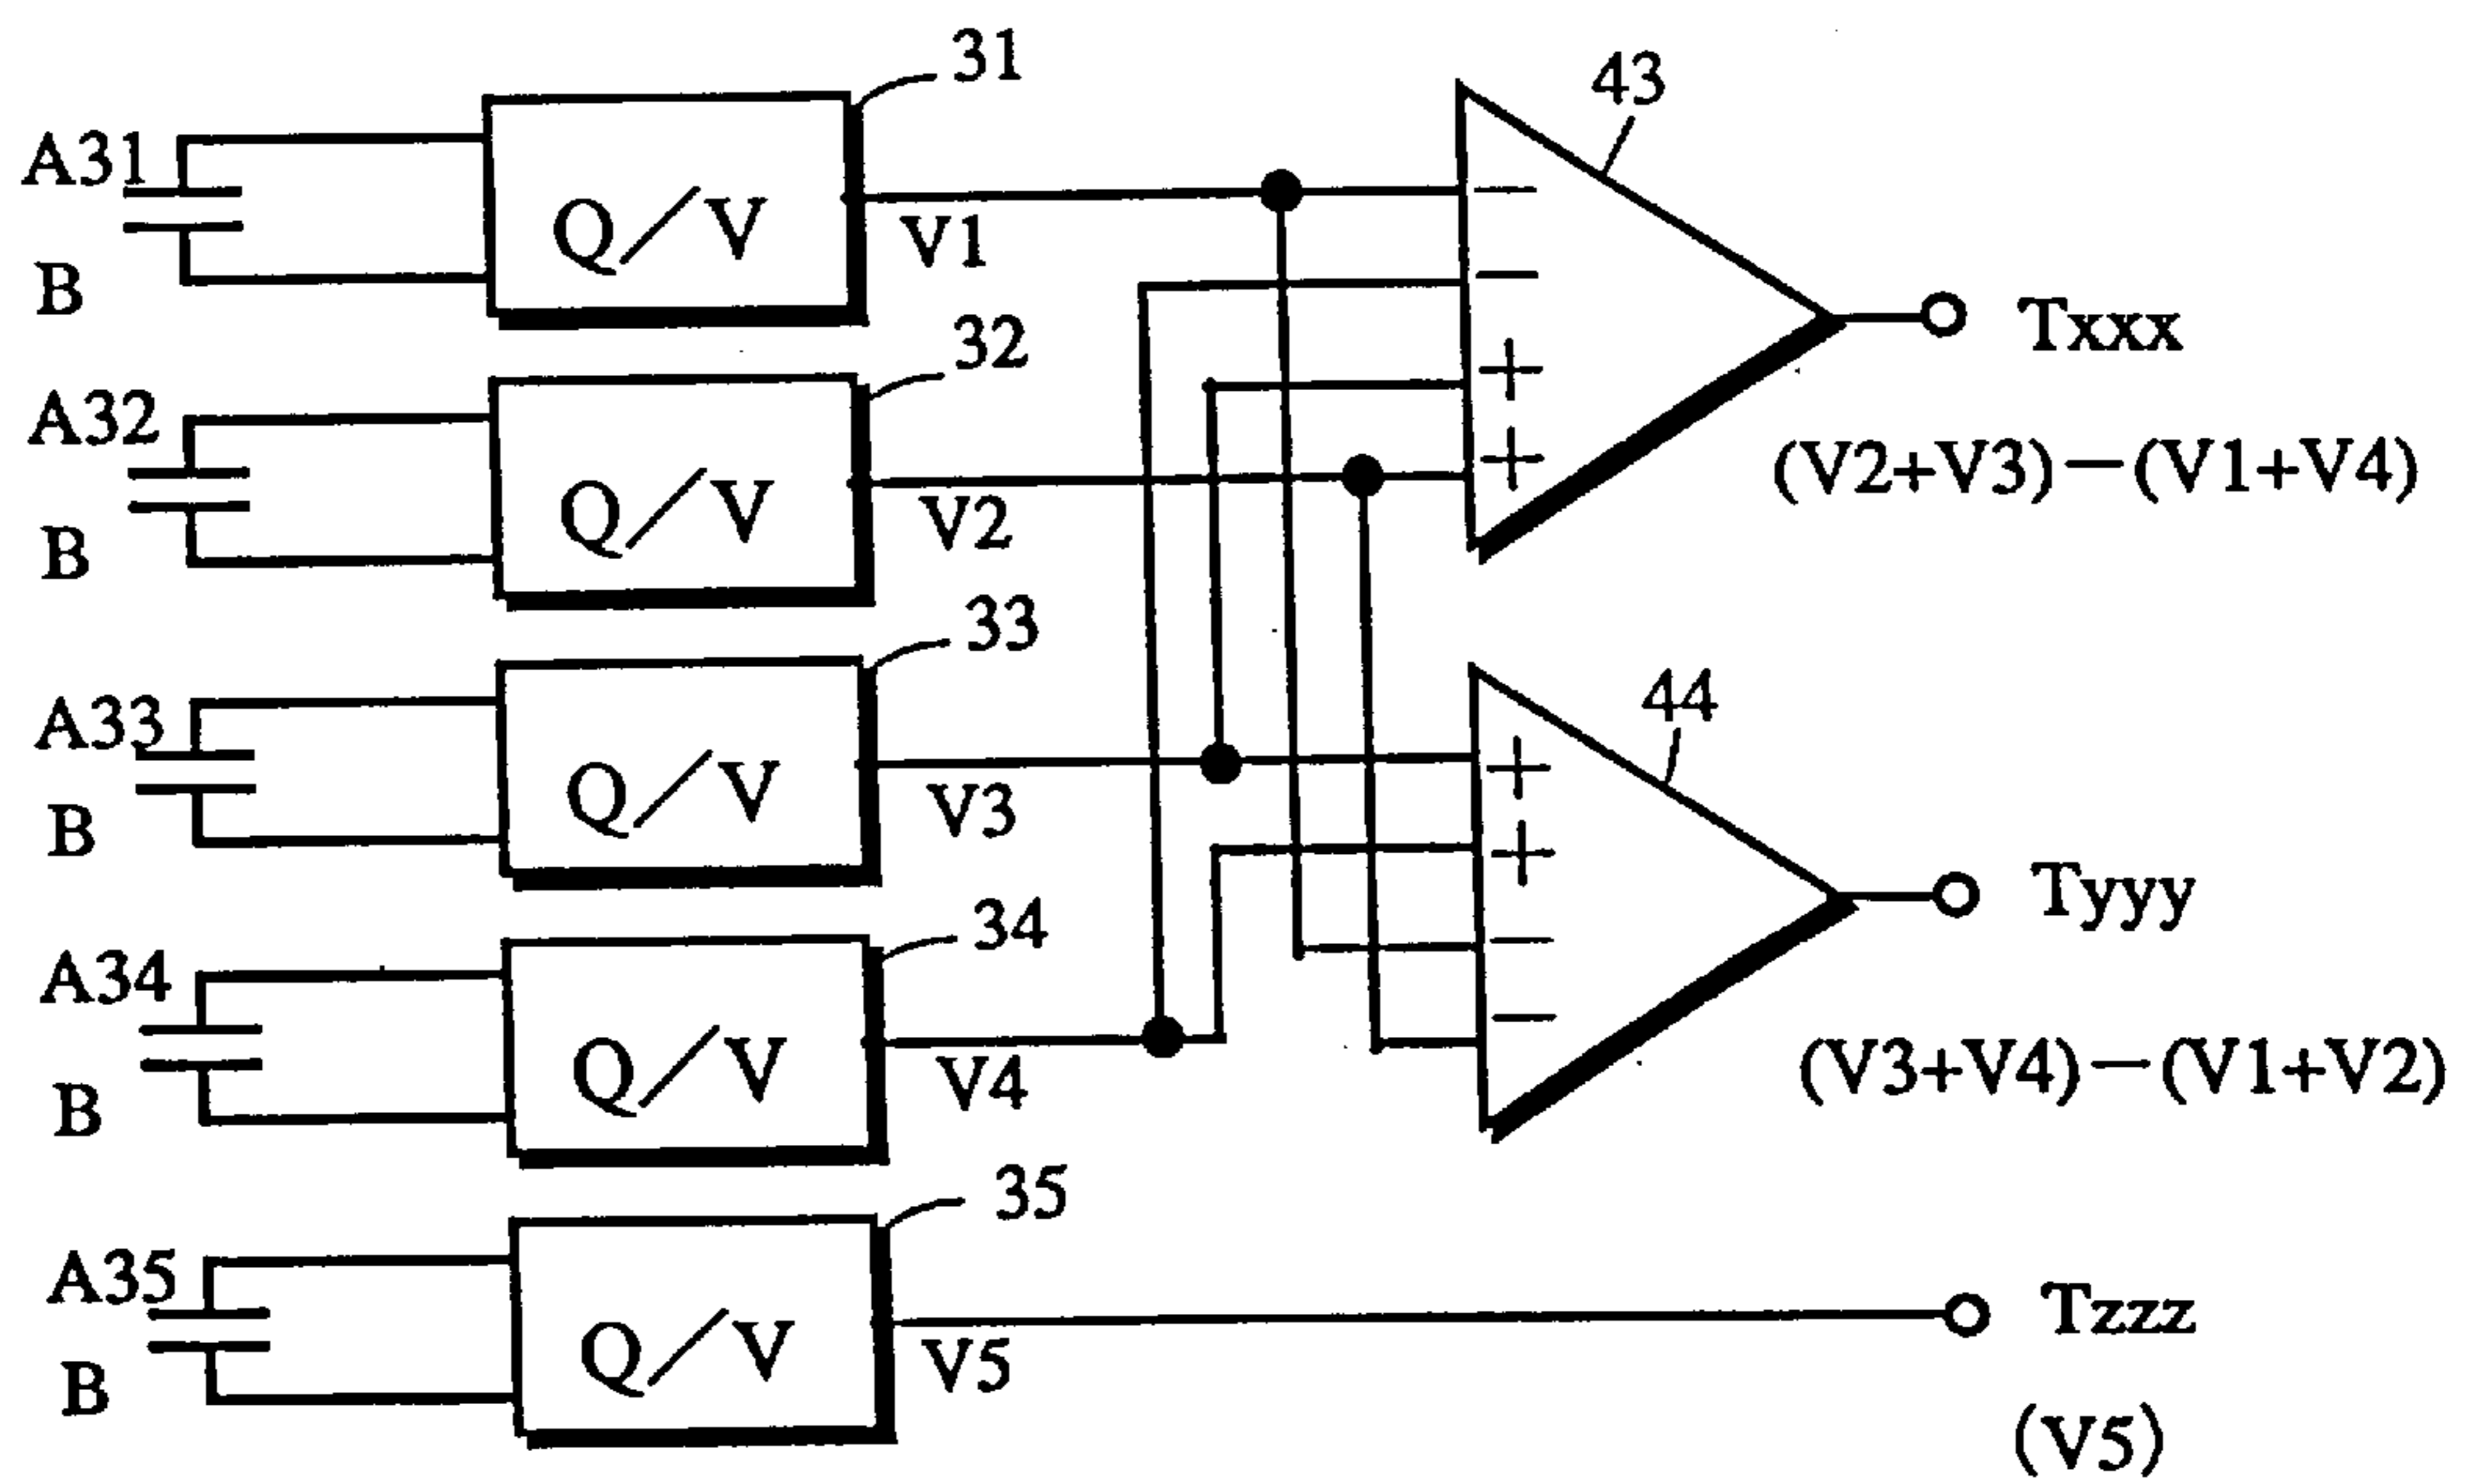 31
A31
Q/V
V1
B
43
−
−
+
+
Txxx
(V2+V3)−(V1+V4)
32
A32
Q/V
V2
B
33
A33
Q/V
V3
B
44
+
+
−
−
Tyyy
(V3+V4)−(V1+V2)
34
A34
Q/V
V4
B
35
A35
Q/V
V5
B
Tzzz
(V5)